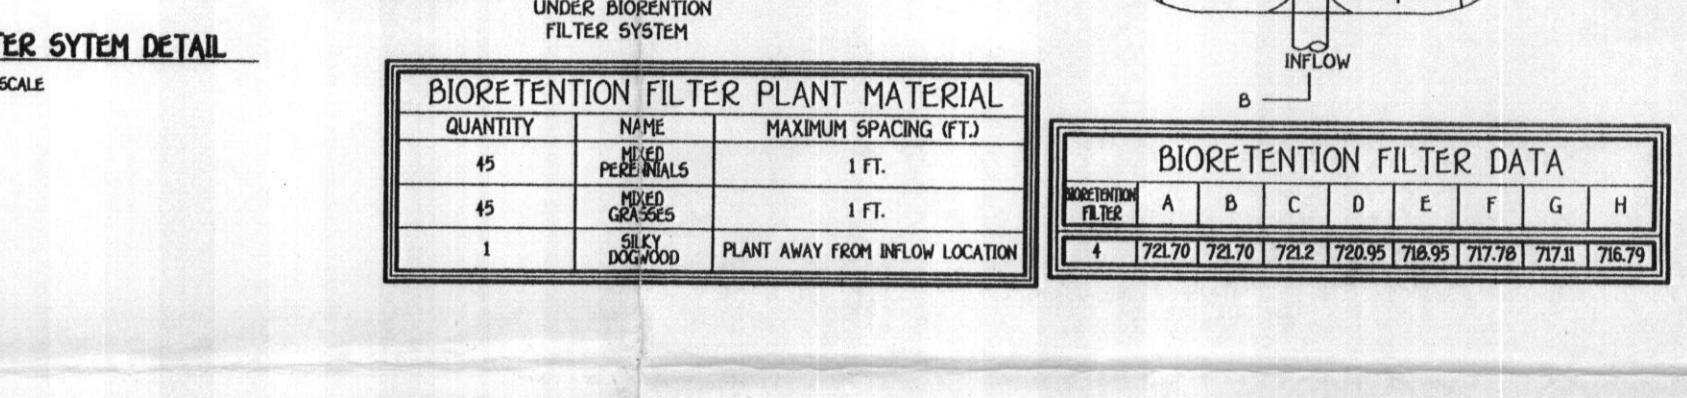 UNDER BIORENTION
FILTER SYSTEM
TER SYTEM DETAIL
SCALE
INFLOW
B
BIORETENTION FILTER PLANT MATERIAL
QUANTITY NAME MAXIMUM SPACING (FT.)
45 MIXED PERENNIALS 1 FT.
45 MIXED GRASSES 1 FT.
1 SILKY DOGWOOD PLANT AWAY FROM INFLOW LOCATION
BIORETENTION FILTER DATA
BIORETENTION FILTER A B C D E F G H
4 721.70 721.70 721.2 720.95 718.95 717.78 717.11 716.79